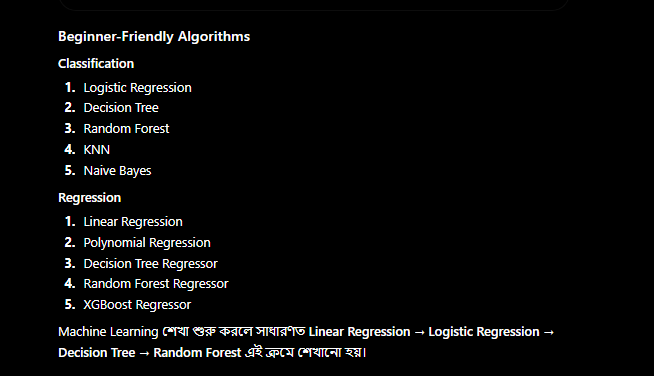 Beginner-Friendly Algorithms
Classification
1. Logistic Regression
2. Decision Tree
3. Random Forest
4. KNN
5. Naive Bayes
Regression
1. Linear Regression
2. Polynomial Regression
3. Decision Tree Regressor
4. Random Forest Regressor
5. XGBoost Regressor
Machine Learning শেখা শুরু করলে সাধারণত Linear Regression → Logistic Regression →
Decision Tree → Random Forest এই ক্রমে শেখানো হয়।